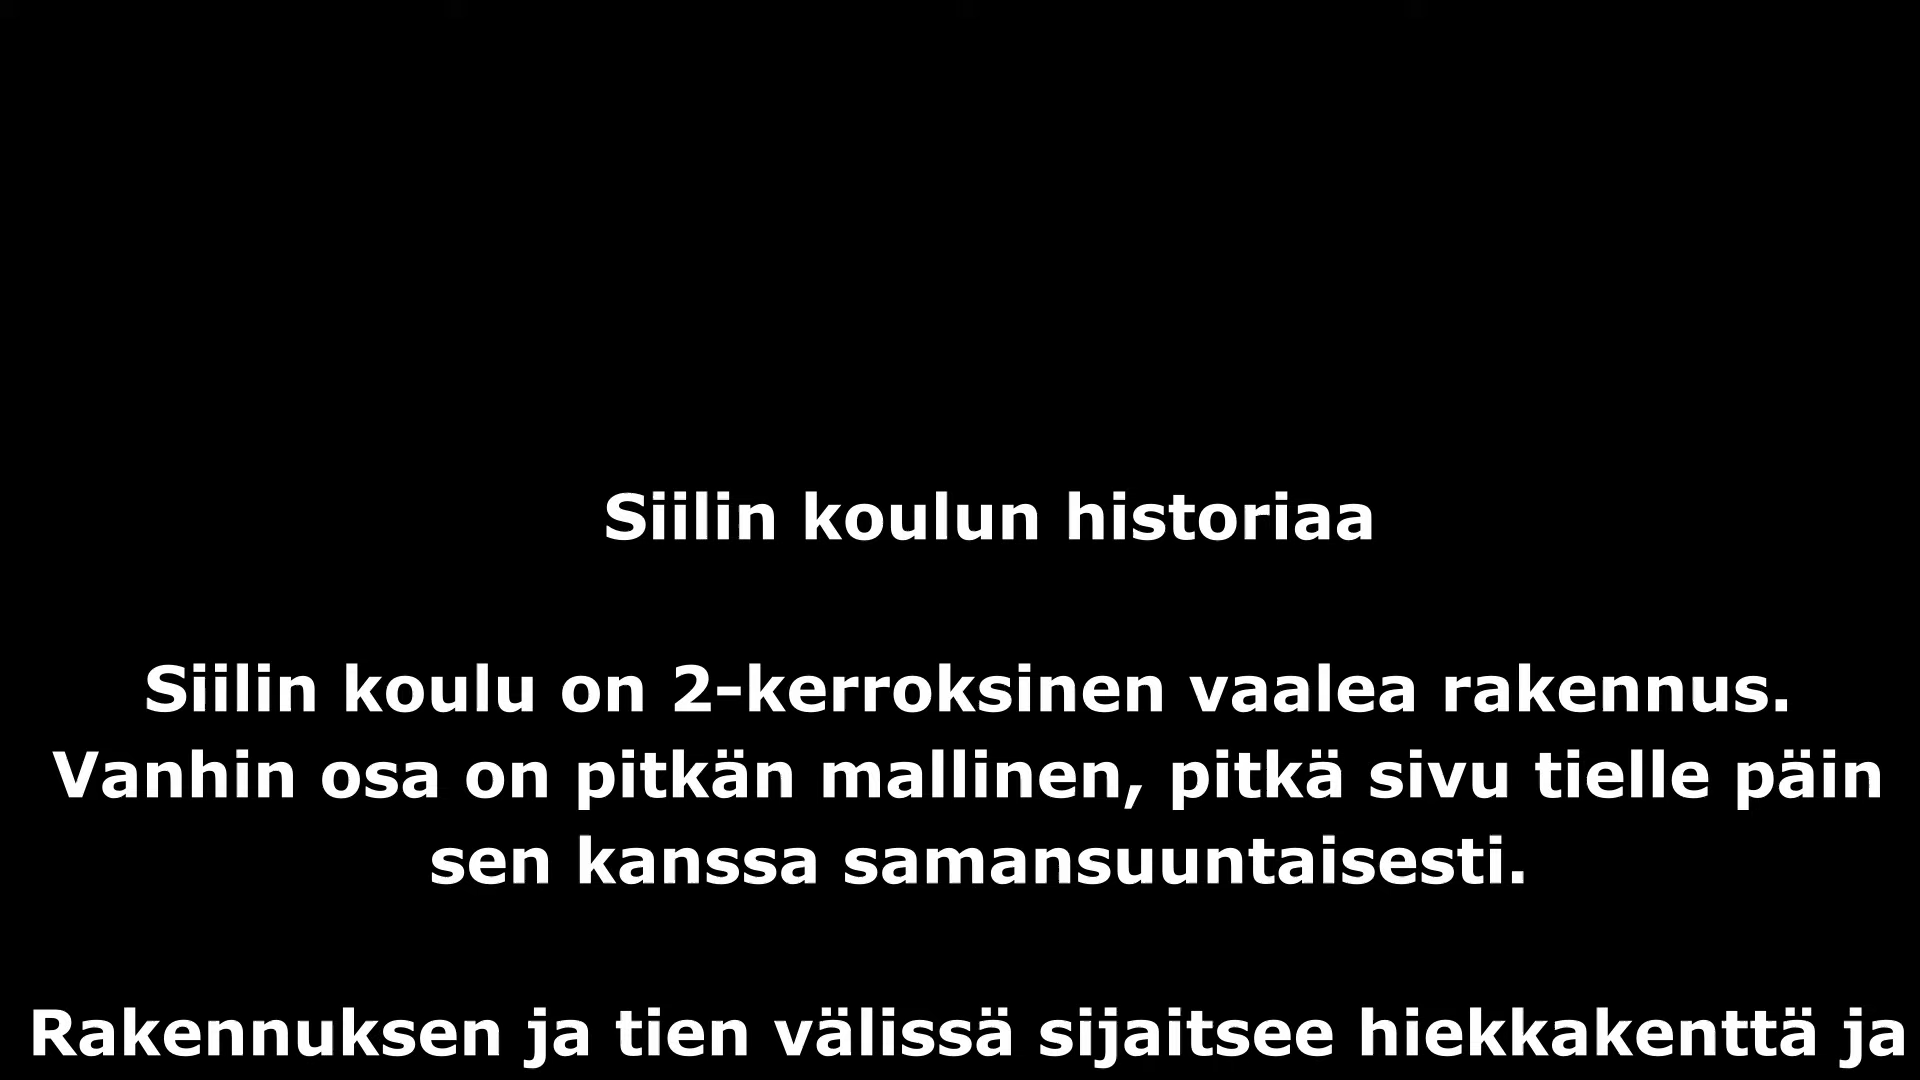 Siilin koulun historiaa
Siilin koulu on 2-kerroksinen vaalea rakennus.
Vanhin osa on pitkän mallinen, pitkä sivu tielle päin
sen kanssa samansuuntaisesti.
Rakennuksen ja tien välissä sijaitsee hiekkakenttä ja